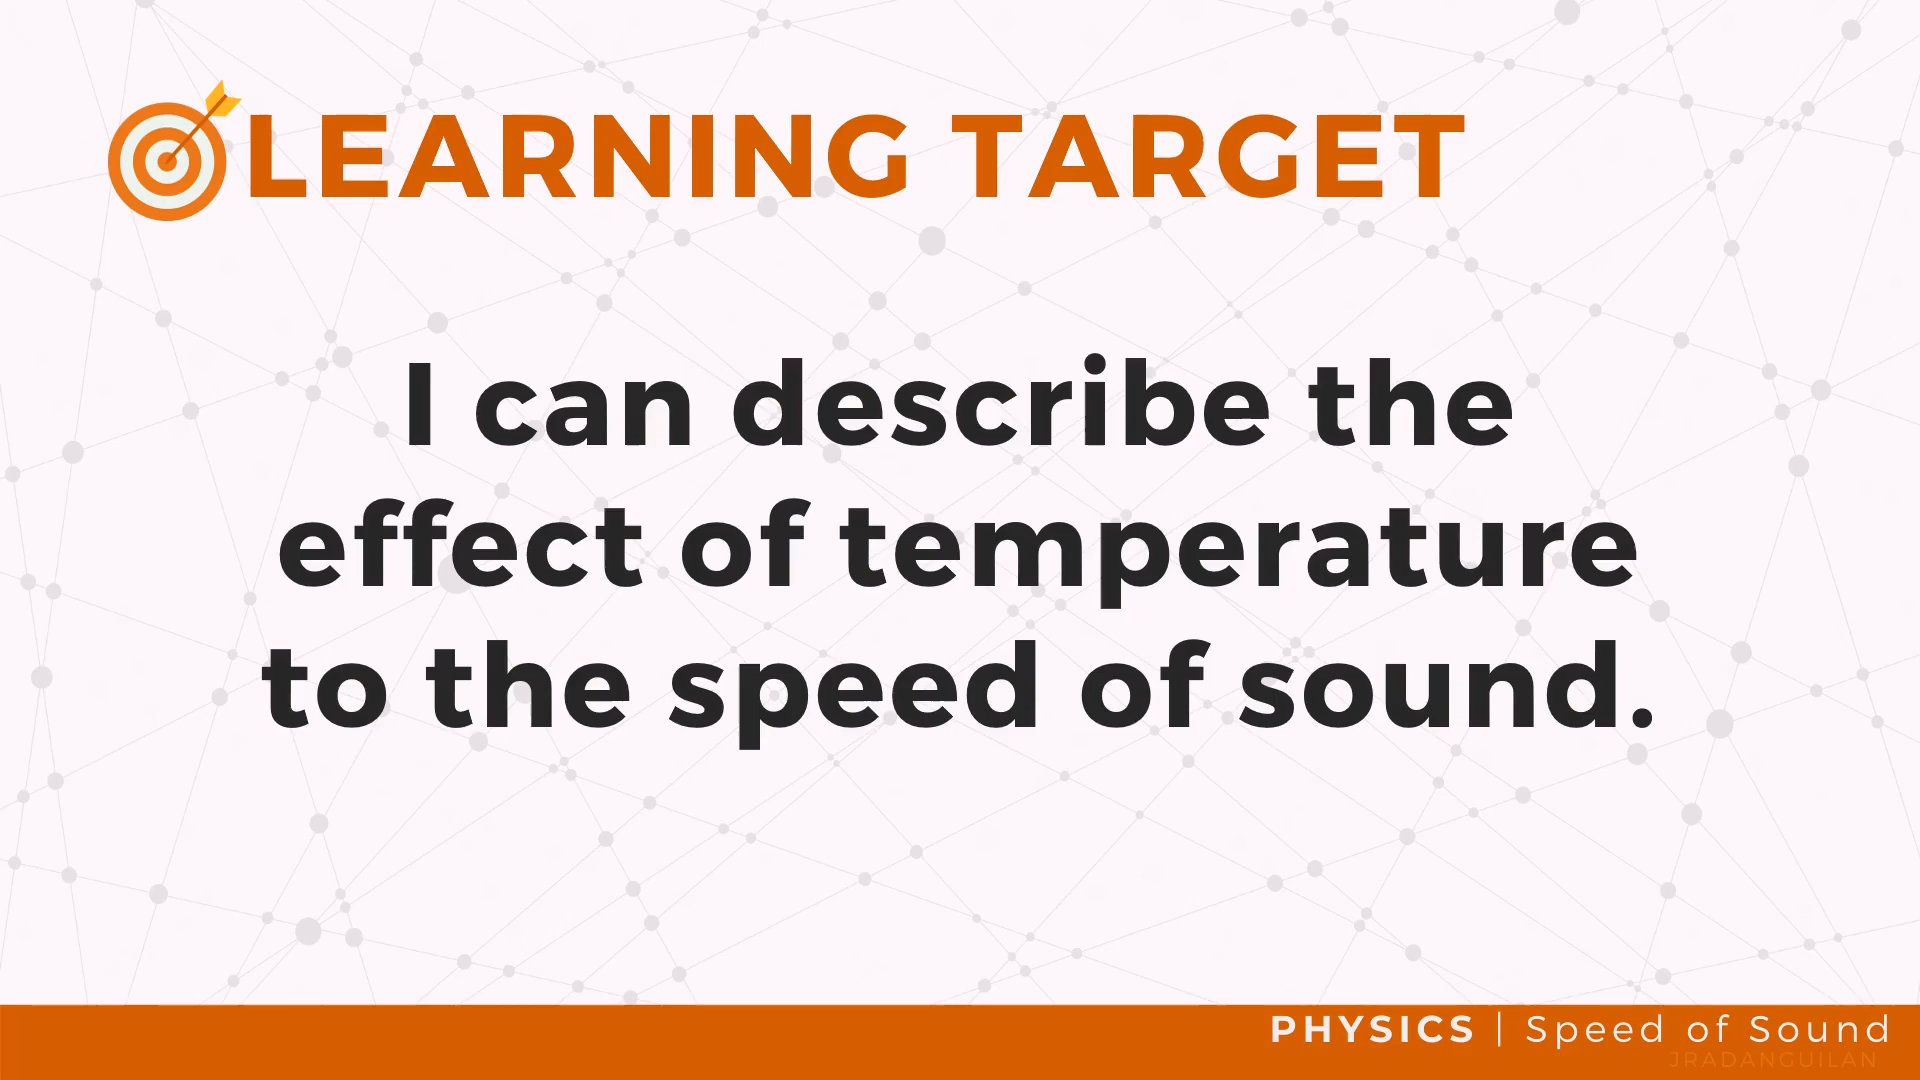 LEARNING TARGET
I can describe the
effect of temperature
to the speed of sound.
PHYSICS | Speed of Sound
JRADANGUILAN